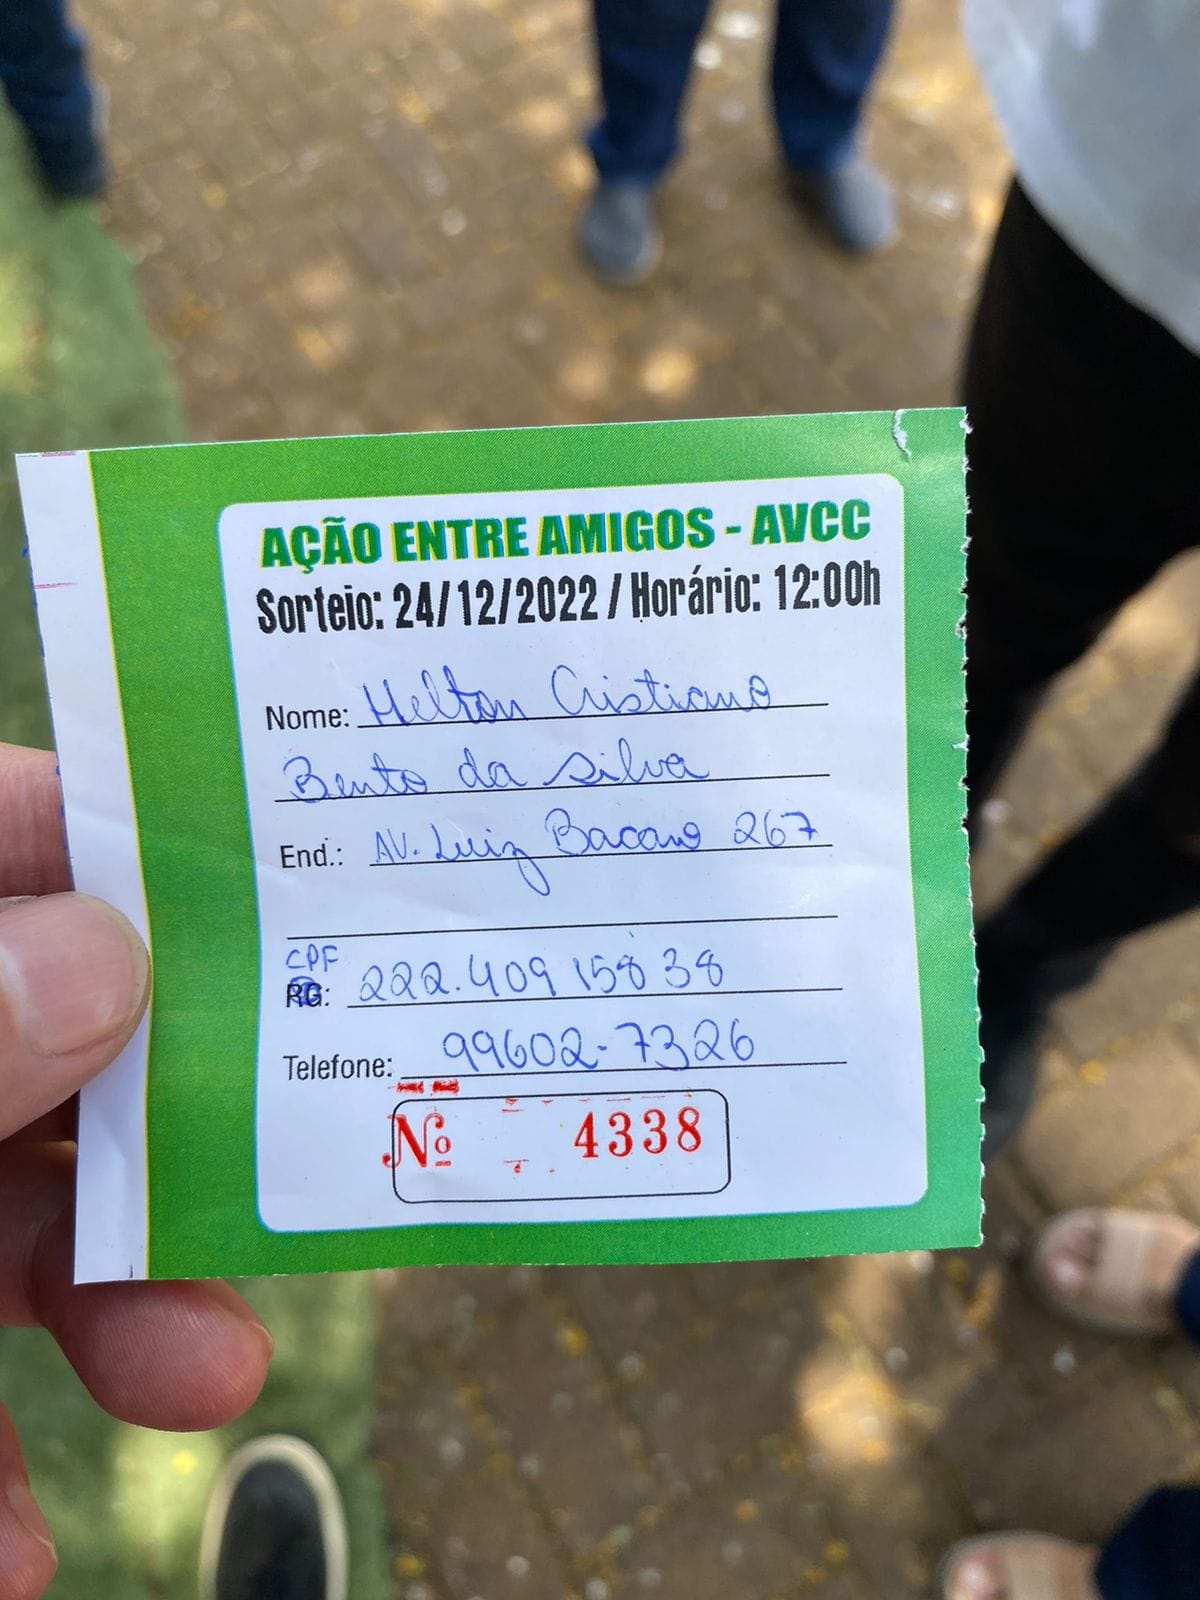 AÇÃO ENTRE AMIGOS - AVCC
Sorteio: 24/12/2022 / Horário: 12:00h
Nome: Helton Cristiano
Bento da Silva
End.: AV. Luiz Bacano 267
CPF
RG: 222.409 158 38
Telefone: 99602-7326
Nº 4338